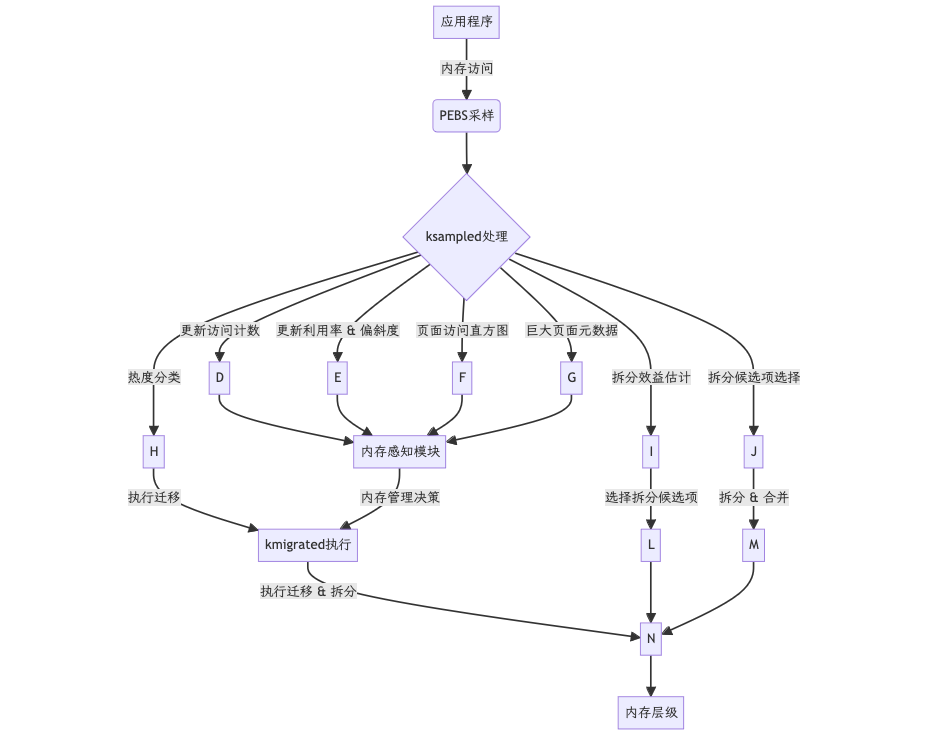 应用程序
内存访问
PEBS采样
ksampled处理
更新访问计数
更新利用率 & 偏斜度
页面访问直方图
巨大页面元数据
热度分类
D
E
F
G
拆分效益估计
拆分候选项选择
H
内存感知模块
I
J
执行迁移
内存管理决策
选择拆分候选项
拆分 & 合并
kmigrated执行
L
M
执行迁移 & 拆分
N
内存层级